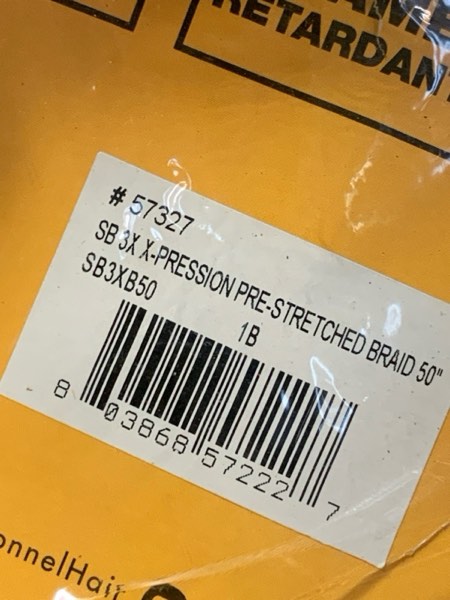 RETARDANT
# 57327
SB 3X X-PRESSION PRE-STRETCHED BRAID 50"
SB3XB50
1B
8 03868 57222 7
onnelHair